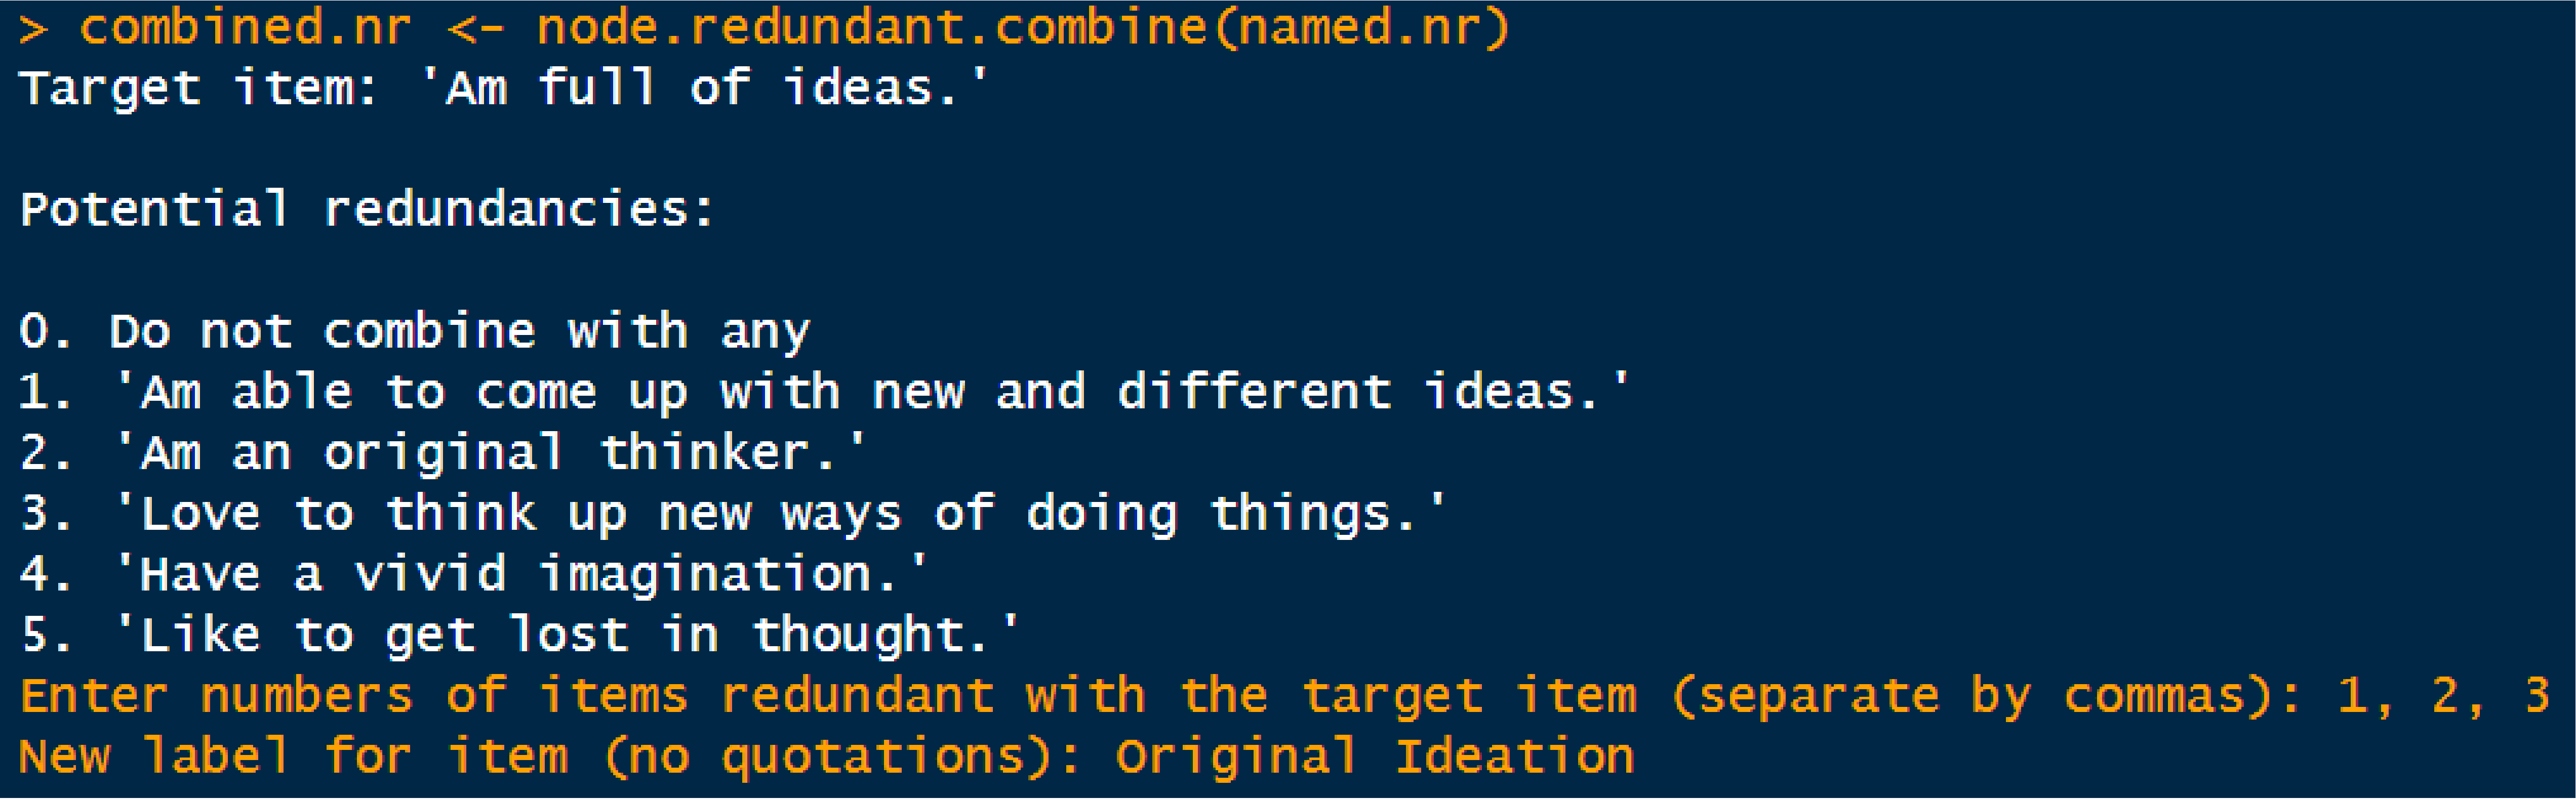 > combined.nr <- node.redundant.combine(named.nr)
Target item: 'Am full of ideas.'
Potential redundancies:
0. Do not combine with any
1. 'Am able to come up with new and different ideas.'
2. 'Am an original thinker.'
3. 'Love to think up new ways of doing things.'
4. 'Have a vivid imagination.'
5. 'Like to get lost in thought.'
Enter numbers of items redundant with the target item (separate by commas): 1, 2, 3
New label for item (no quotations): Original Ideation